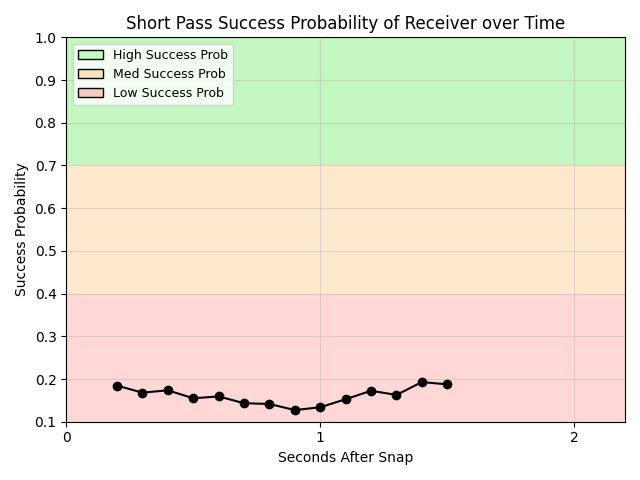 Short Pass Success Probability of Receiver over Time
High Success Prob
Med Success Prob
Low Success Prob
Success Probability
1.0
0.9
0.8
0.7
0.6
0.5
0.4
0.3
0.2
0.1
0 1 2
Seconds After Snap